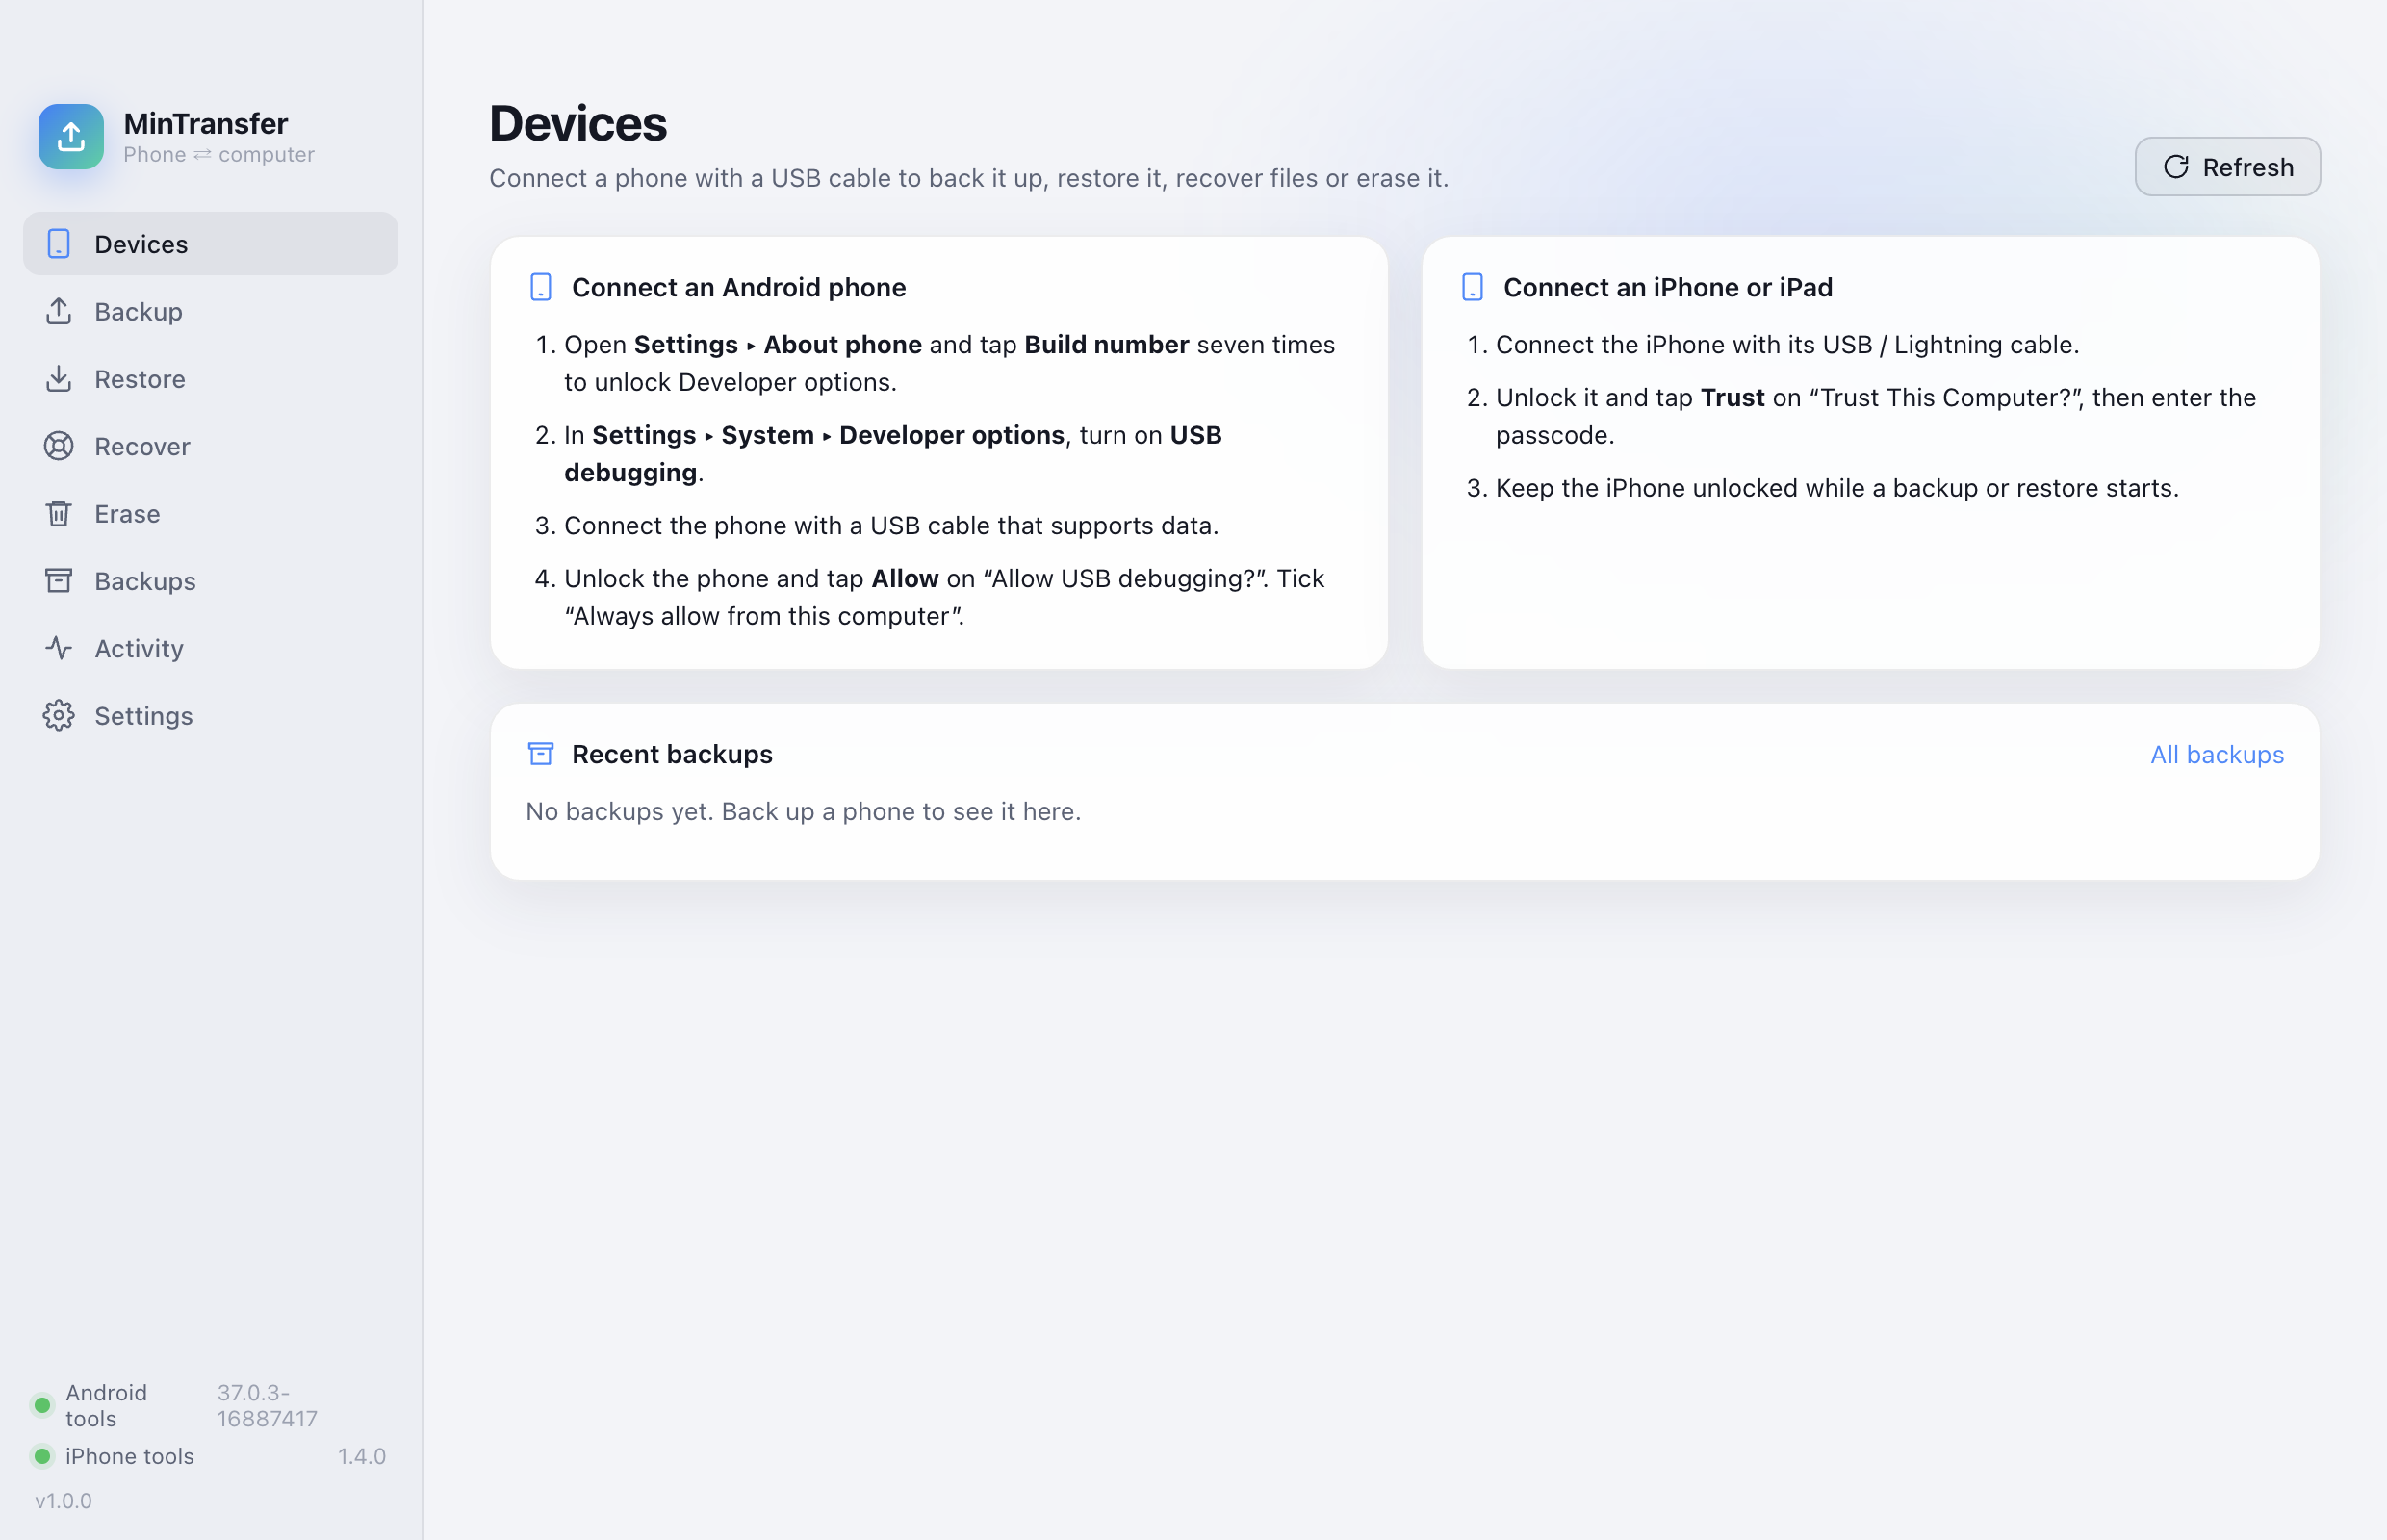 MinTransfer
Phone ⇄ computer
Devices
Backup
Restore
Recover
Erase
Backups
Activity
Settings
Android
tools
37.0.3-
16887417
iPhone tools
1.4.0
v1.0.0
Devices
Connect a phone with a USB cable to back it up, restore it, recover files or erase it.
Refresh
Connect an Android phone
1. Open Settings ▸ About phone and tap Build number seven times
to unlock Developer options.
2. In Settings ▸ System ▸ Developer options, turn on USB
debugging.
3. Connect the phone with a USB cable that supports data.
4. Unlock the phone and tap Allow on “Allow USB debugging?”. Tick
“Always allow from this computer”.
Connect an iPhone or iPad
1. Connect the iPhone with its USB / Lightning cable.
2. Unlock it and tap Trust on “Trust This Computer?”, then enter the
passcode.
3. Keep the iPhone unlocked while a backup or restore starts.
Recent backups
All backups
No backups yet. Back up a phone to see it here.